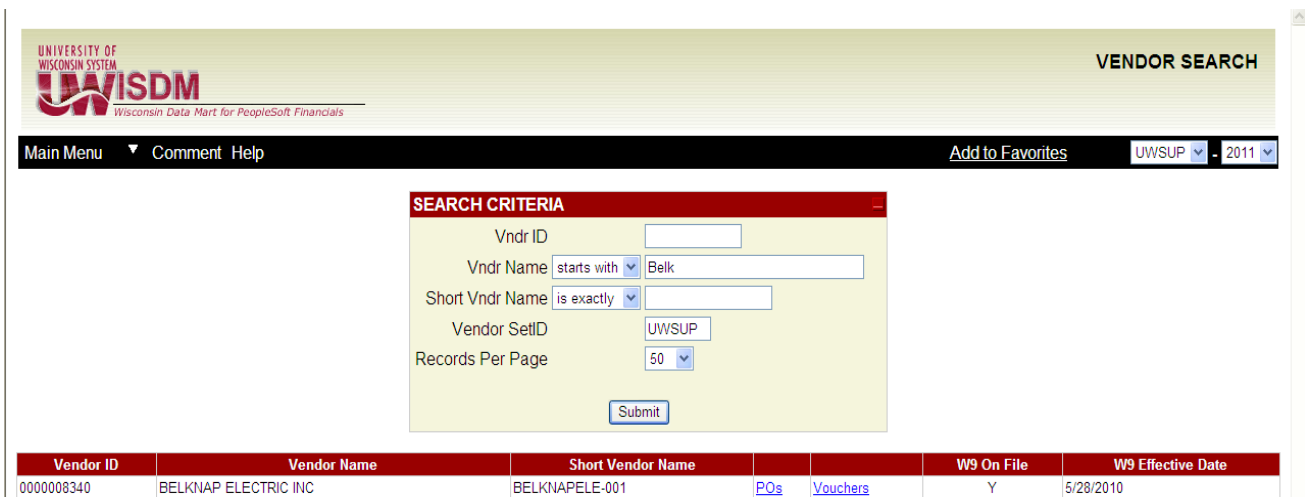 UNIVERSITY OF
WISCONSIN SYSTEM
UWISDM
Wisconsin Data Mart for PeopleSoft Financials
VENDOR SEARCH
Main Menu Comment Help Add to Favorites UWSUP - 2011
SEARCH CRITERIA
Vndr ID
Vndr Name starts with Belk
Short Vndr Name is exactly
Vendor SetID UWSUP
Records Per Page 50
Submit
Vendor ID Vendor Name Short Vendor Name W9 On File W9 Effective Date
0000008340 BELKNAP ELECTRIC INC BELKNAPELE-001 POs Vouchers Y 5/28/2010